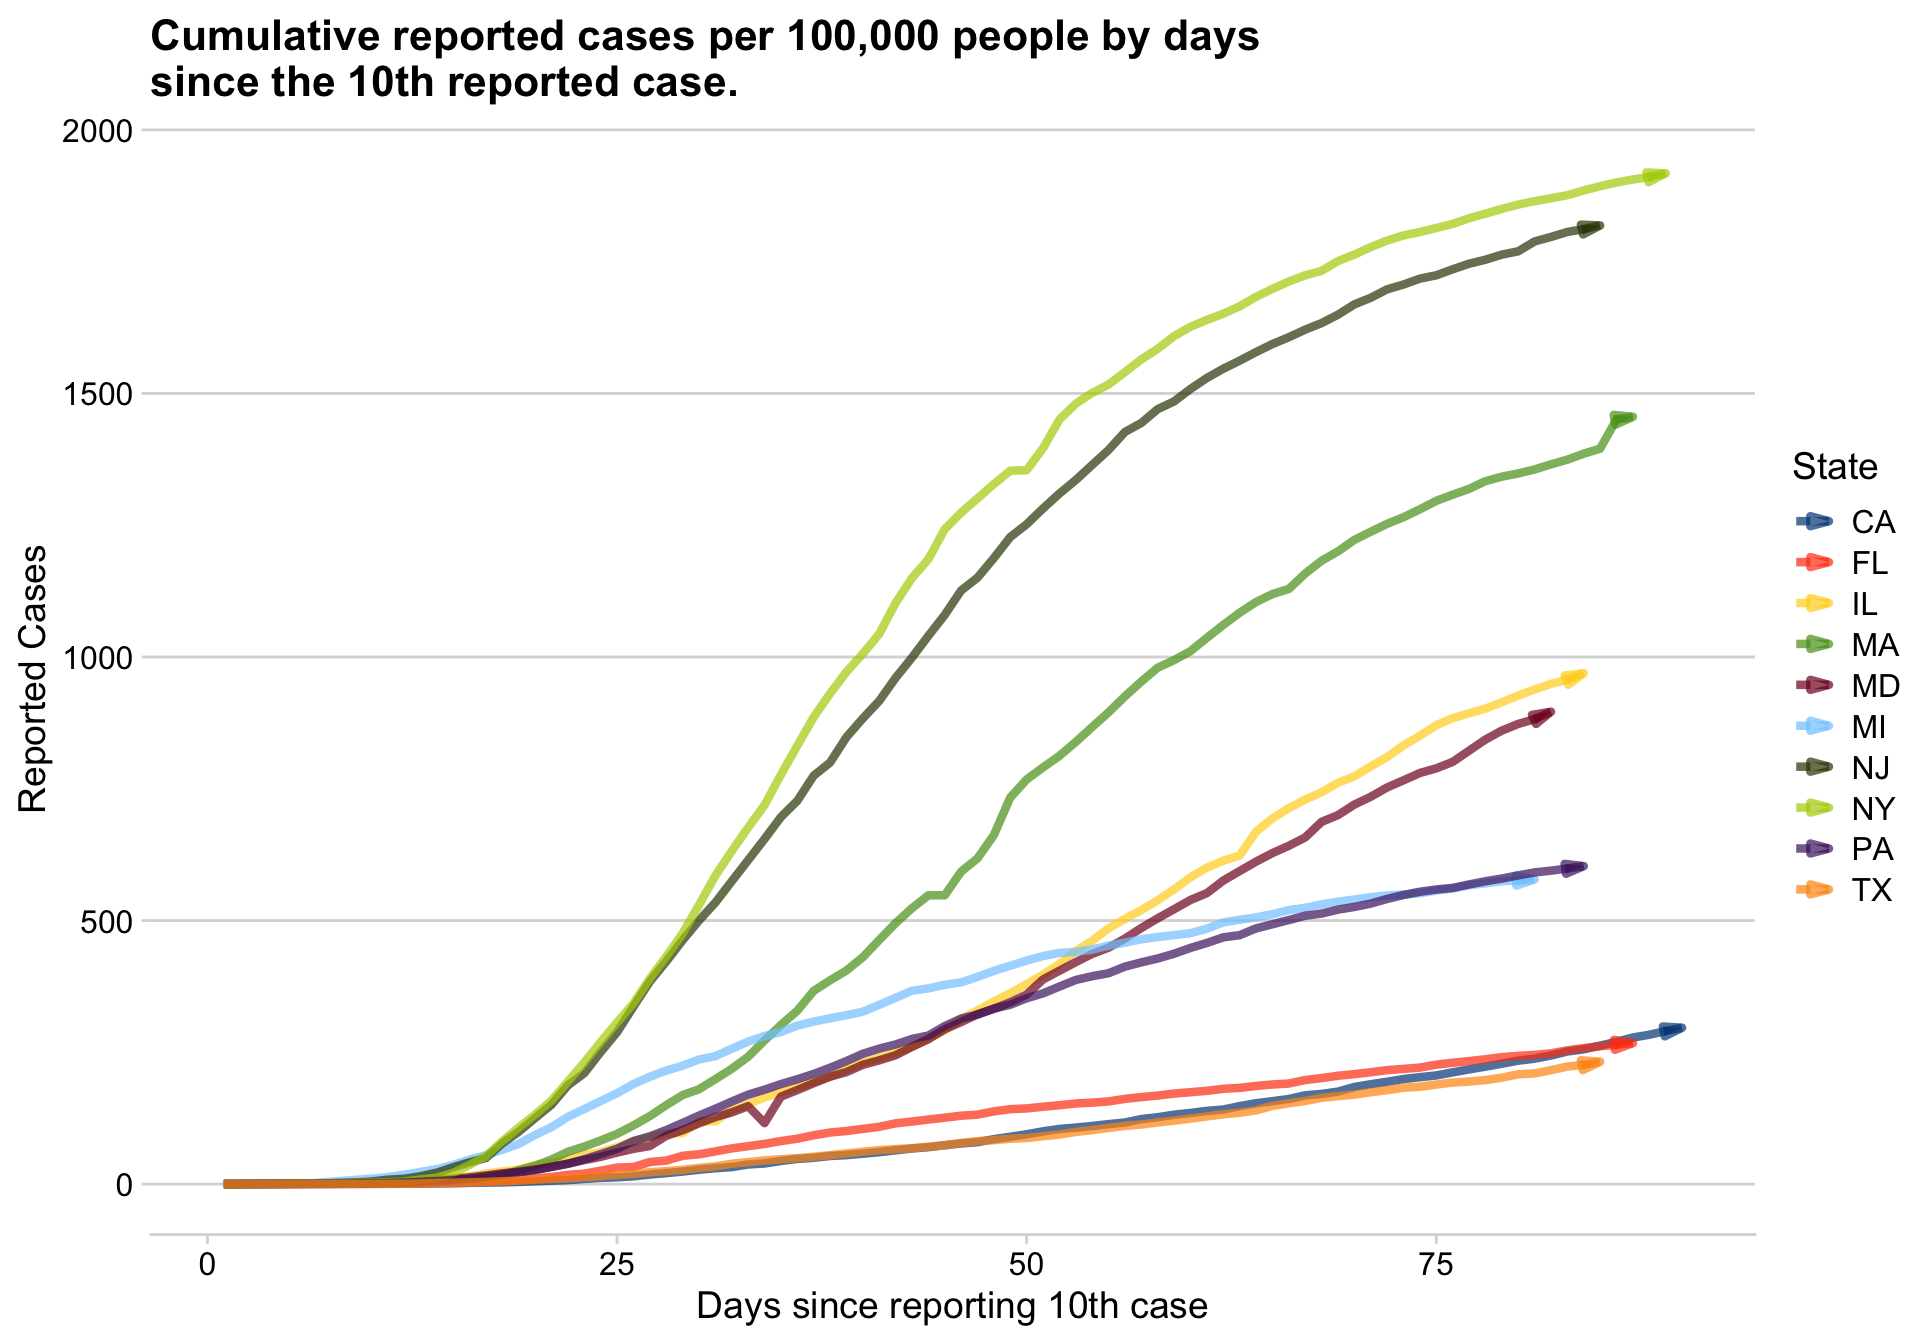 Cumulative reported cases per 100,000 people by days
since the 10th reported case.
2000
1500
1000
500
0
Reported Cases
0 25 50 75
Days since reporting 10th case
State
CA
FL
IL
MA
MD
MI
NJ
NY
PA
TX